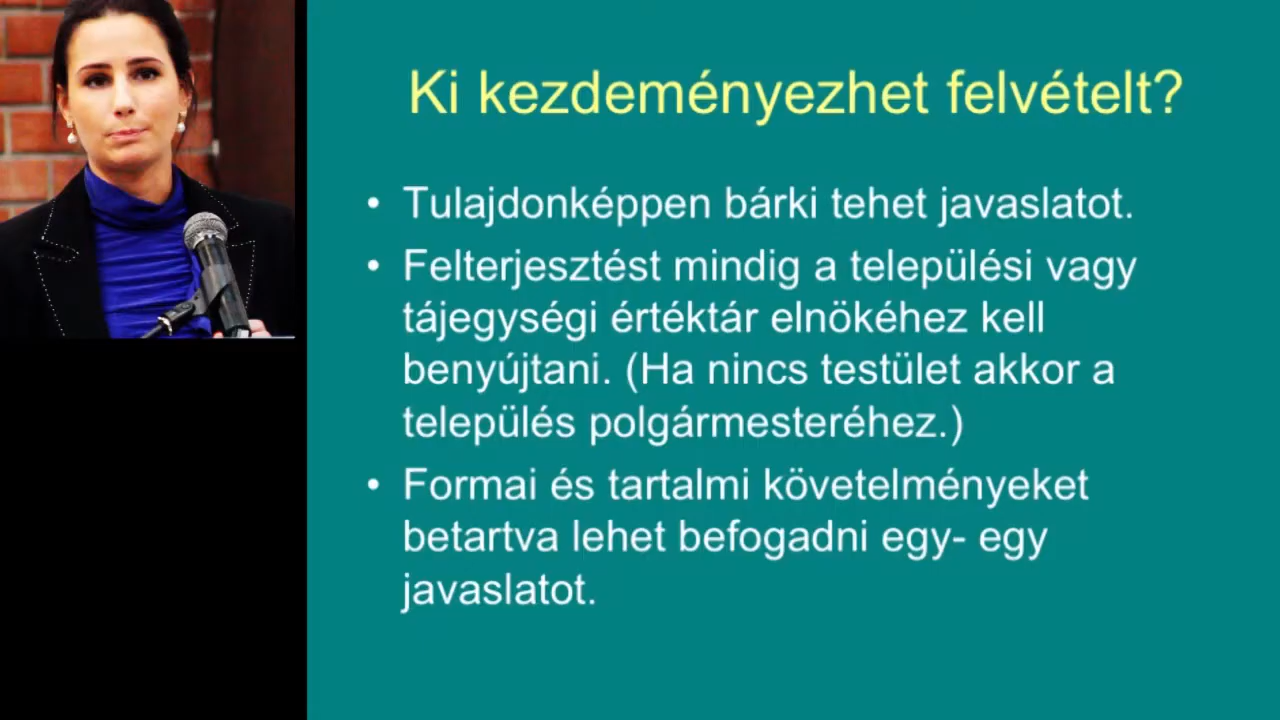 Ki kezdeményezhet felvételt?
• Tulajdonképpen bárki tehet javaslatot.
• Felterjesztést mindig a települési vagy
tájegységi értéktár elnökéhez kell
benyújtani. (Ha nincs testület akkor a
település polgármesteréhez.)
• Formai és tartalmi követelményeket
betartva lehet befogadni egy- egy
javaslatot.